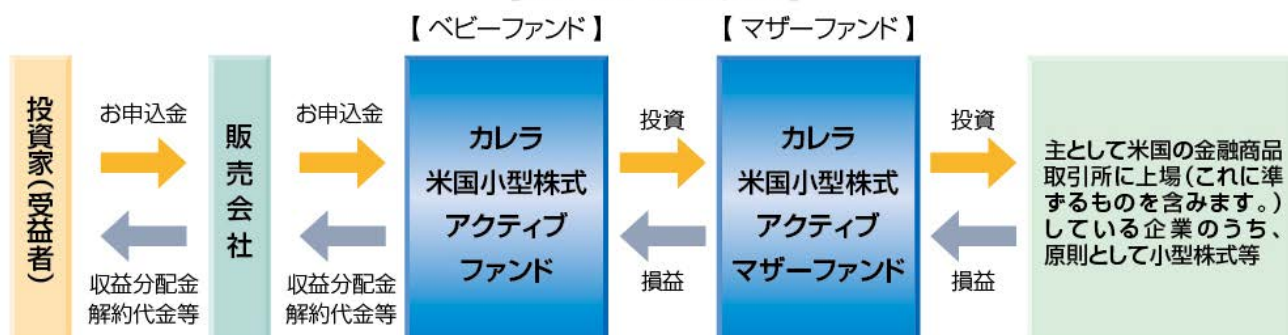 【 ベビーファンド 】
【 マザーファンド 】
投資家（受益者）
お申込金
収益分配金
解約代金等
販売会社
お申込金
収益分配金
解約代金等
カレラ
米国小型株式
アクティブ
ファンド
投資
損益
カレラ
米国小型株式
アクティブ
マザーファンド
投資
損益
主として米国の金融商品
取引所に上場（これに準
ずるものを含みます。）
している企業のうち、
原則として小型株式等